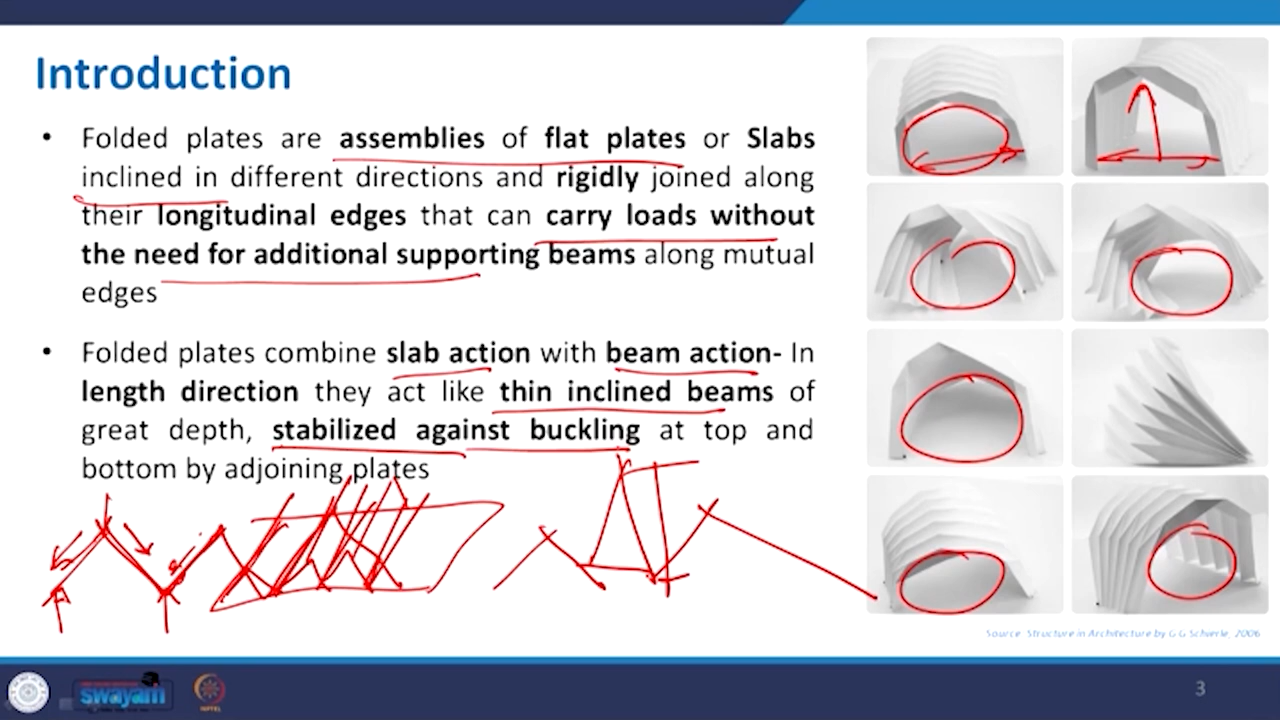 Introduction
• Folded plates are assemblies of flat plates or Slabs
inclined in different directions and rigidly joined along
their longitudinal edges that can carry loads without
the need for additional supporting beams along mutual
edges
• Folded plates combine slab action with beam action- In
length direction they act like thin inclined beams of
great depth, stabilized against buckling at top and
bottom by adjoining plates
Source: Structure in Architecture by G G Schierle, 2006
swayam
3